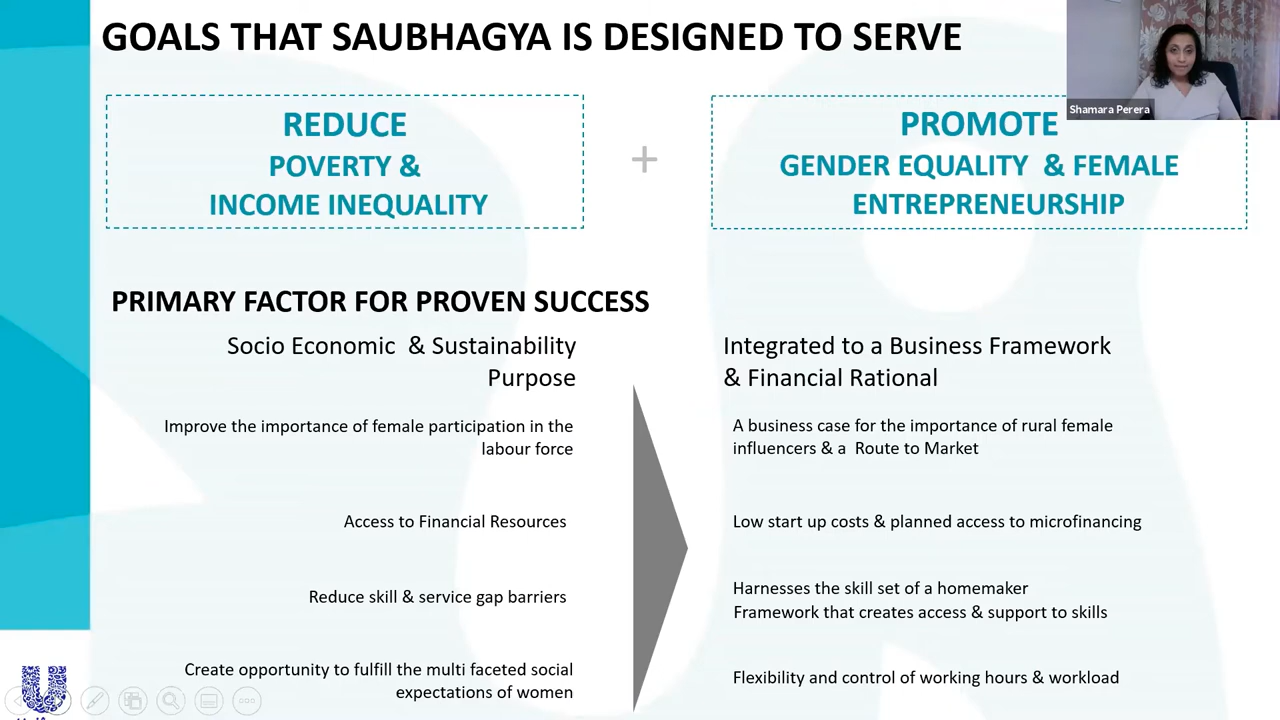 GOALS THAT SAUBHAGYA IS DESIGNED TO SERVE
Shamara Perera
REDUCE
POVERTY &
INCOME INEQUALITY
+
PROMOTE
GENDER EQUALITY & FEMALE
ENTREPRENEURSHIP
PRIMARY FACTOR FOR PROVEN SUCCESS
Socio Economic & Sustainability
Purpose
Integrated to a Business Framework
& Financial Rational
Improve the importance of female participation in the
labour force
A business case for the importance of rural female
influencers & a Route to Market
Access to Financial Resources
Low start up costs & planned access to microfinancing
Reduce skill & service gap barriers
Harnesses the skill set of a homemaker
Framework that creates access & support to skills
Create opportunity to fulfill the multi faceted social
expectations of women
Flexibility and control of working hours & workload